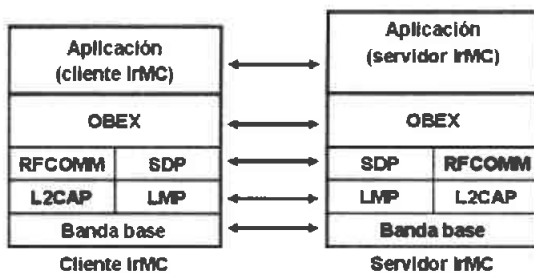 Aplicación
(cliente IrMC)
Aplicación
(servidor IrMC)
OBEX
OBEX
RFCOMM SDP
SDP RFCOMM
L2CAP LMP
LMP L2CAP
Banda base
Banda base
Cliente IrMC
Servidor IrMC